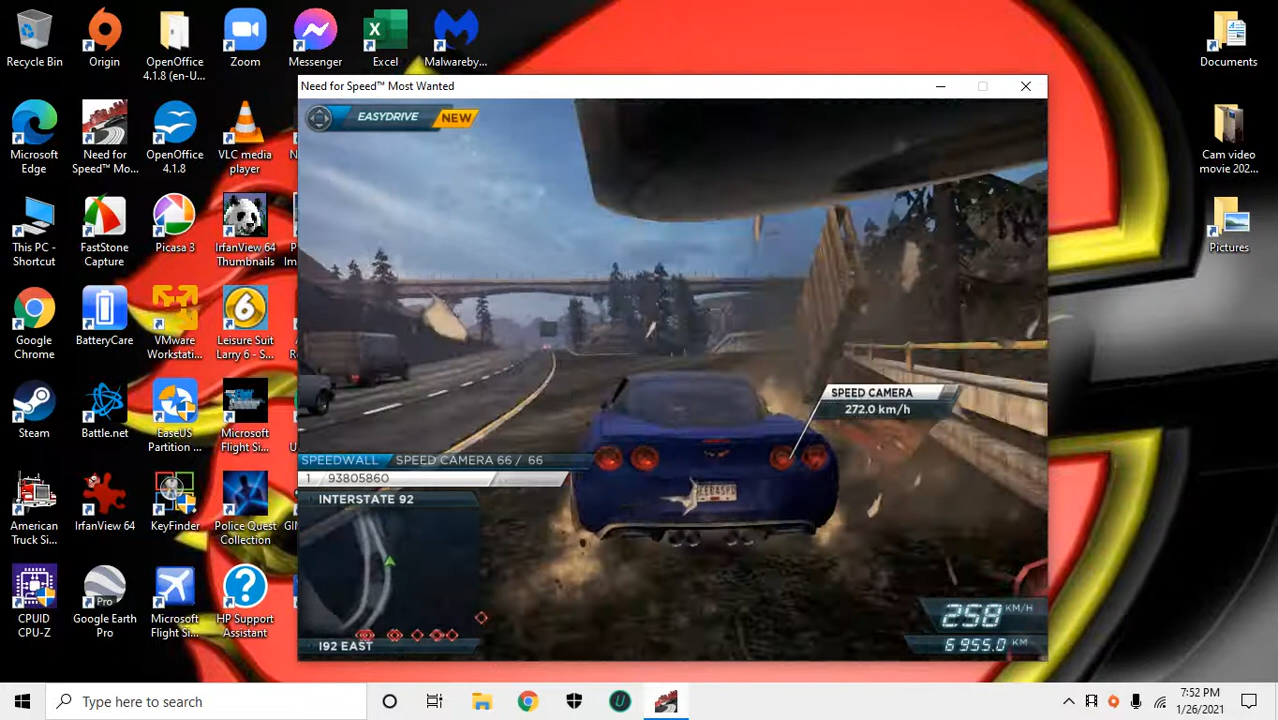 Recycle Bin
Origin
OpenOffice
4.1.8 (en-U...
Zoom
Messenger
Excel
Malwareby...
Documents
Microsoft
Edge
Need for
Speed™ Mo...
OpenOffice
4.1.8
VLC media
player
Cam video
movie 202...
This PC -
Shortcut
FastStone
Capture
Picasa 3
IrfanView 64
Thumbnails
Pictures
Google
Chrome
BatteryCare
VMware
Workstati...
Leisure Suit
Larry 6 - S...
Steam
Battle.net
EaseUS
Partition ...
Microsoft
Flight Si...
American
Truck Si...
IrfanView 64
KeyFinder
Police Quest
Collection
CPUID
CPU-Z
Google Earth
Pro
Microsoft
Flight Si...
HP Support
Assistant
Need for Speed™ Most Wanted
EASYDRIVE NEW
SPEED CAMERA
272.0 km/h
SPEEDWALL SPEED CAMERA 66 / 66
1 93805860
INTERSTATE 92
I92 EAST
258 KM/H
6955.0 KM
Type here to search
7:52 PM
1/26/2021